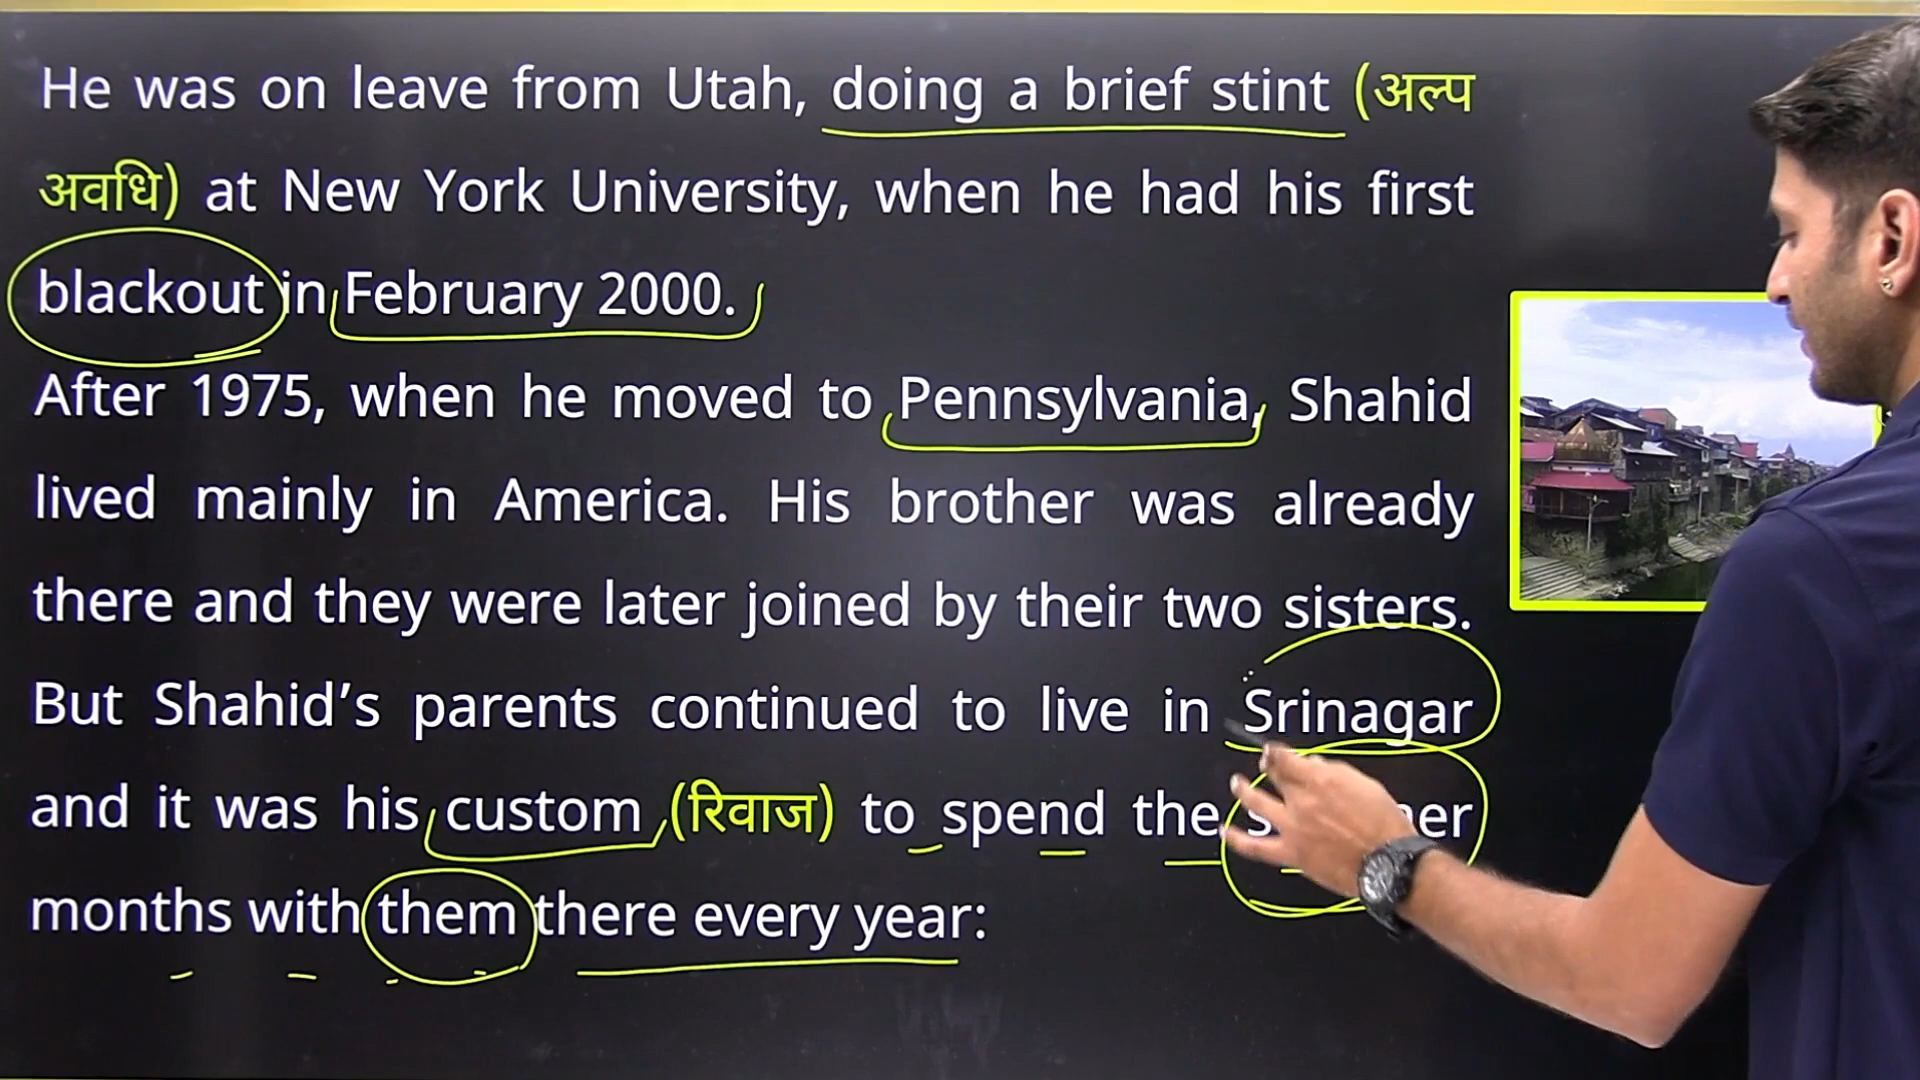 He was on leave from Utah, doing a brief stint (अल्प
अवधि) at New York University, when he had his first
blackout in February 2000.
After 1975, when he moved to Pennsylvania, Shahid
lived mainly in America. His brother was already
there and they were later joined by their two sisters.
But Shahid’s parents continued to live in Srinagar
and it was his custom (रिवाज) to spend the
months with them there every year: